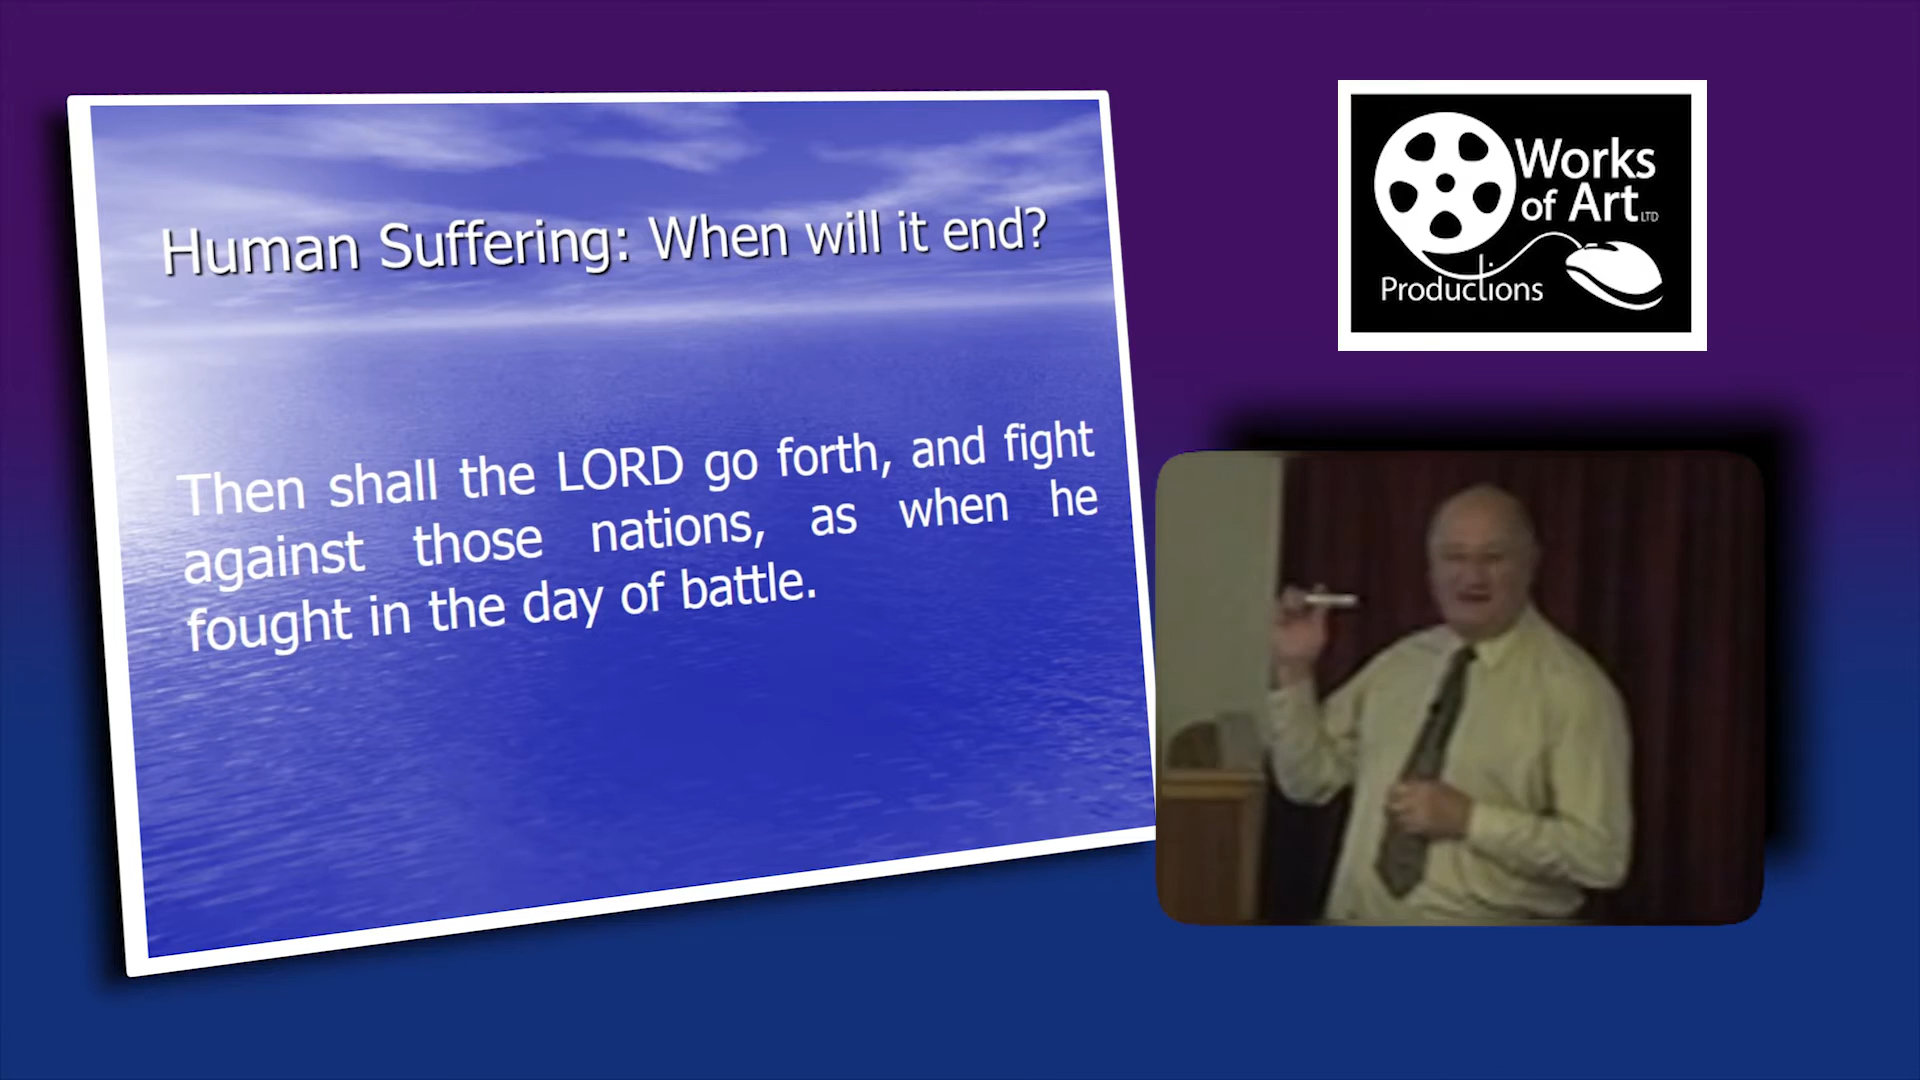 Human Suffering: When will it end?
Then shall the LORD go forth, and fight
against those nations, as when he
fought in the day of battle.
Works
of Art LTD
Productions